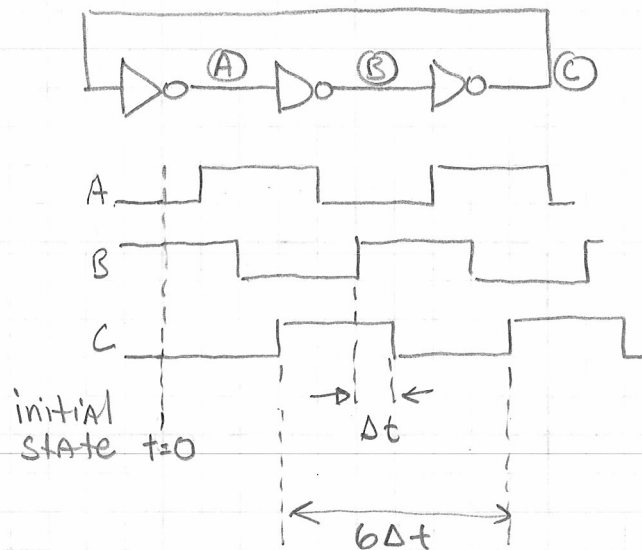 A B C
A
B
C
Δt
initial
state t=0
6Δt